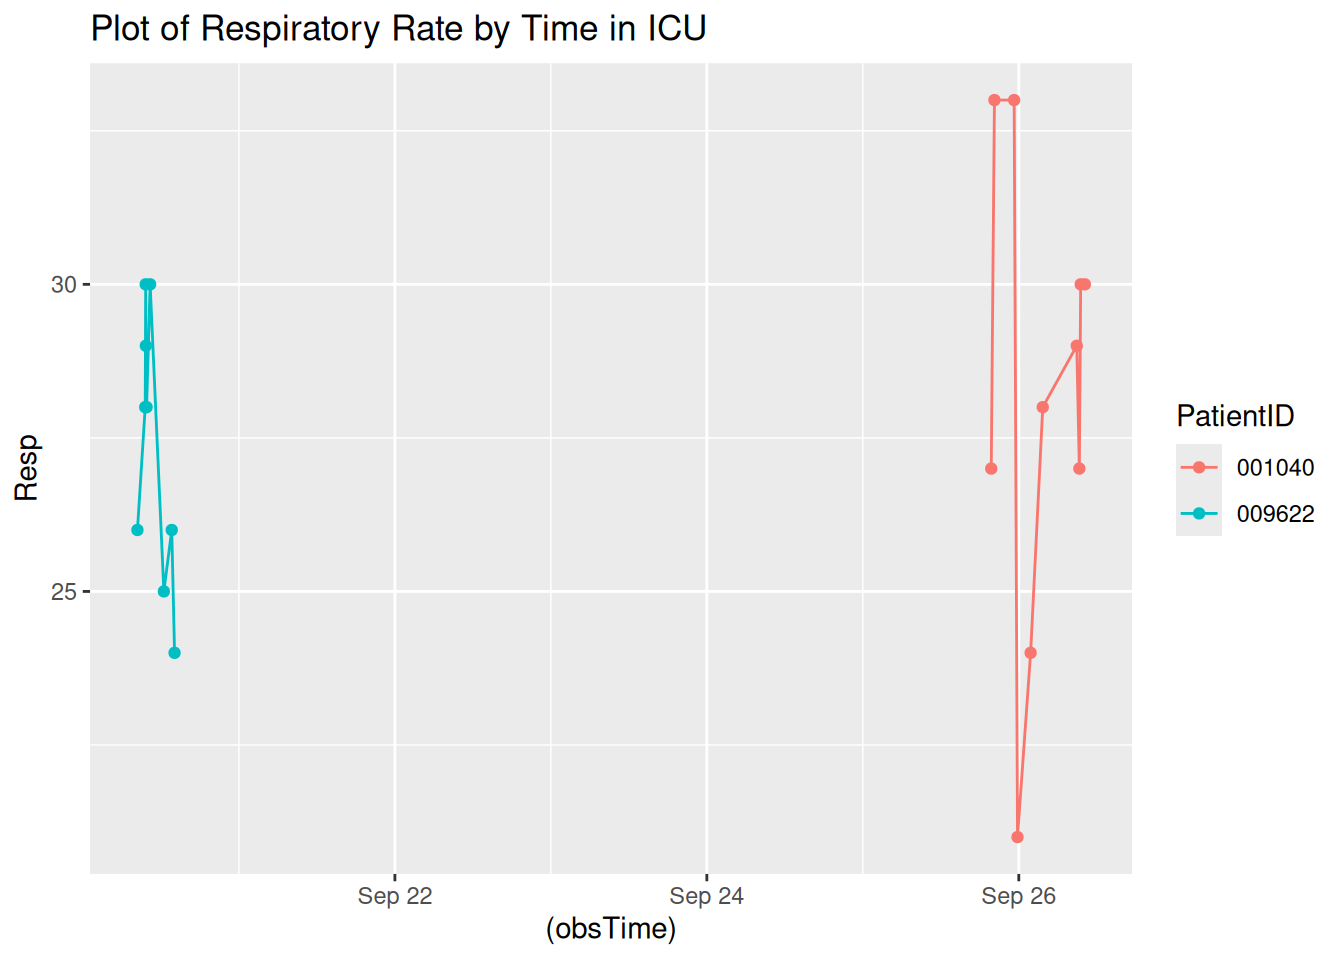 Plot of Respiratory Rate by Time in ICU
Resp
30
25
Sep 22
Sep 24
Sep 26
(obsTime)
PatientID
001040
009622